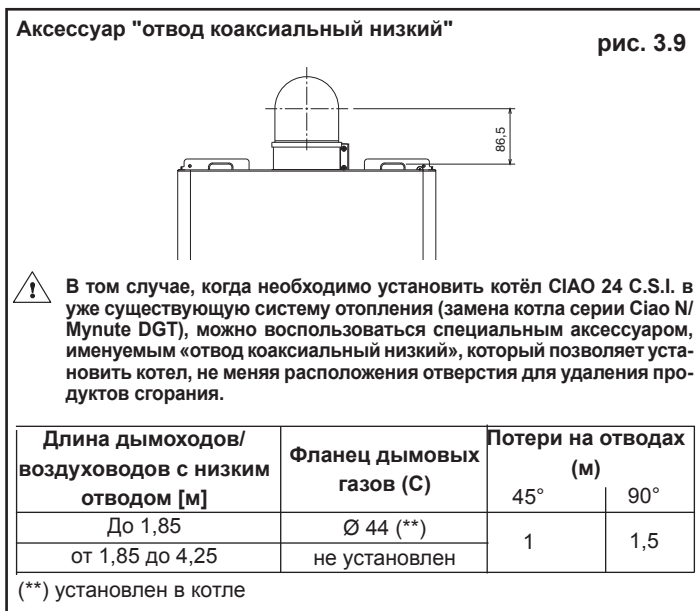 Аксессуар "отвод коаксиальный низкий"
рис. 3.9
86,5
В том случае, когда необходимо установить котёл CIAO 24 C.S.I. в
уже существующую систему отопления (замена котла серии Ciao N/
Mynute DGT), можно воспользоваться специальным аксессуаром,
именуемым «отвод коаксиальный низкий», который позволяет уста-
новить котел, не меняя расположения отверстия для удаления про-
дуктов сгорания.
Длина дымоходов/
воздуховодов с низким
отводом [м]
Фланец дымовых
газов (C)
Потери на отводах
(м)
45°
90°
До 1,85
Ø 44 (**)
1
1,5
от 1,85 до 4,25
не установлен
(**) установлен в котле